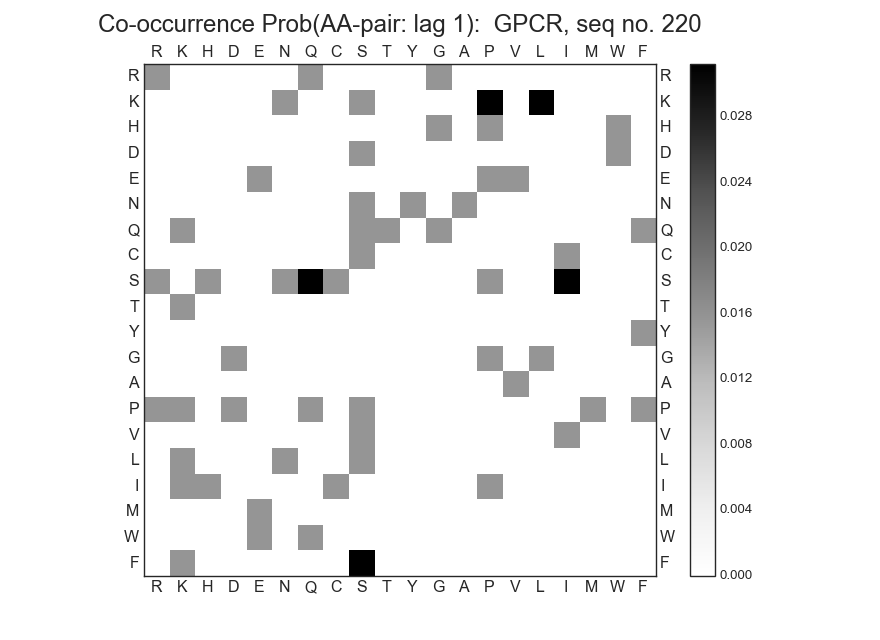 Co-occurrence Prob(AA-pair: lag 1):  GPCR, seq no. 220
R K H D E N Q C S T Y G A P V L I M W F
R R
K K
H H
D D
E E
N N
Q Q
C C
S S
T T
Y Y
G G
A A
P P
V V
L L
I I
M M
W W
F F
R K H D E N Q C S T Y G A P V L I M W F
0.028
0.024
0.020
0.016
0.012
0.008
0.004
0.000